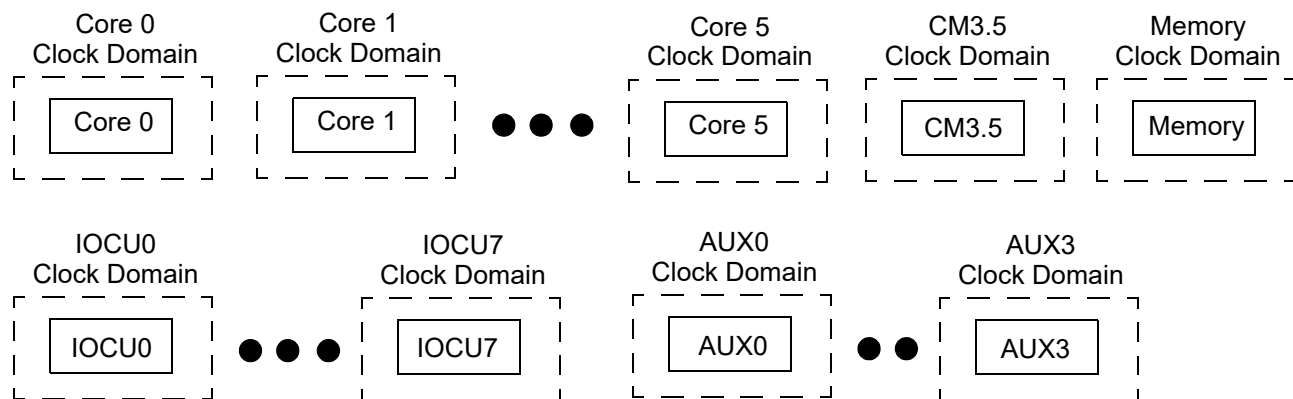 Core 0
Clock Domain
Core 0
Core 1
Clock Domain
Core 1
Core 5
Clock Domain
Core 5
CM3.5
Clock Domain
CM3.5
Memory
Clock Domain
Memory
IOCU0
Clock Domain
IOCU0
IOCU7
Clock Domain
IOCU7
AUX0
Clock Domain
AUX0
AUX3
Clock Domain
AUX3